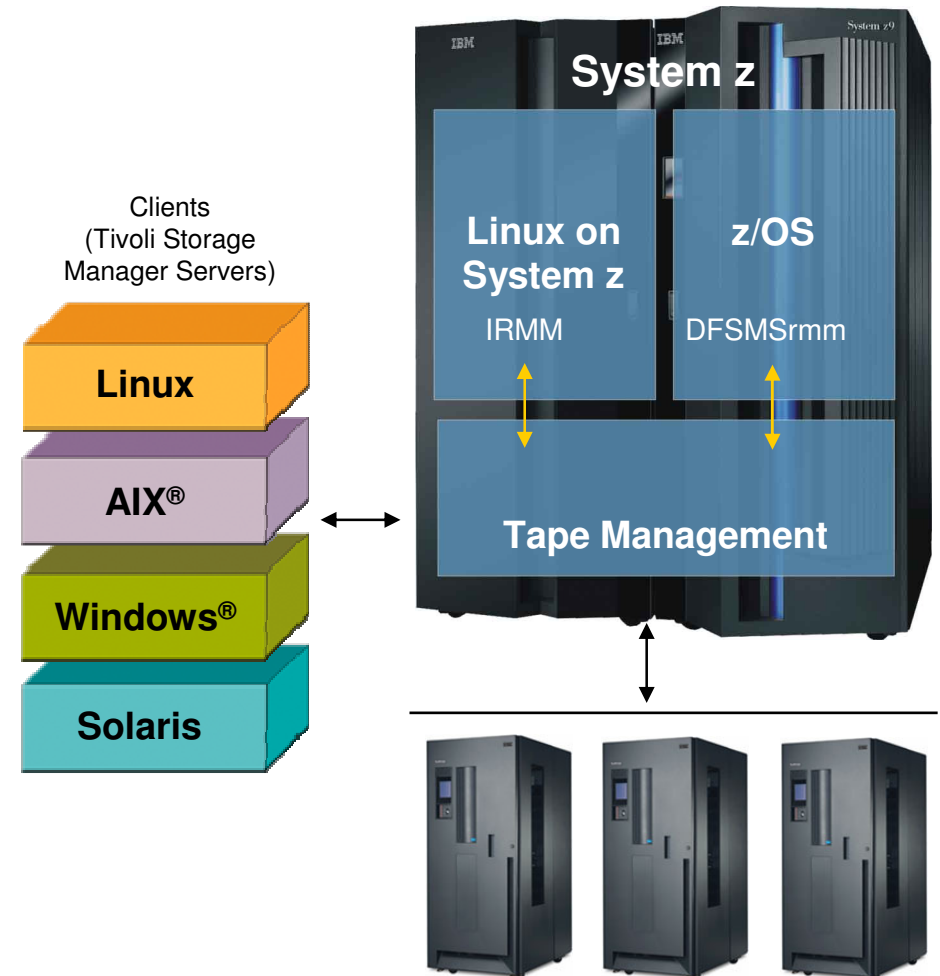 IBM
IBM
System z9
System z
Clients
(Tivoli Storage
Manager Servers)
Linux on
System z
z/OS
IRMM
DFSMSrmm
Linux
AIX®
Windows®
Solaris
Tape Management